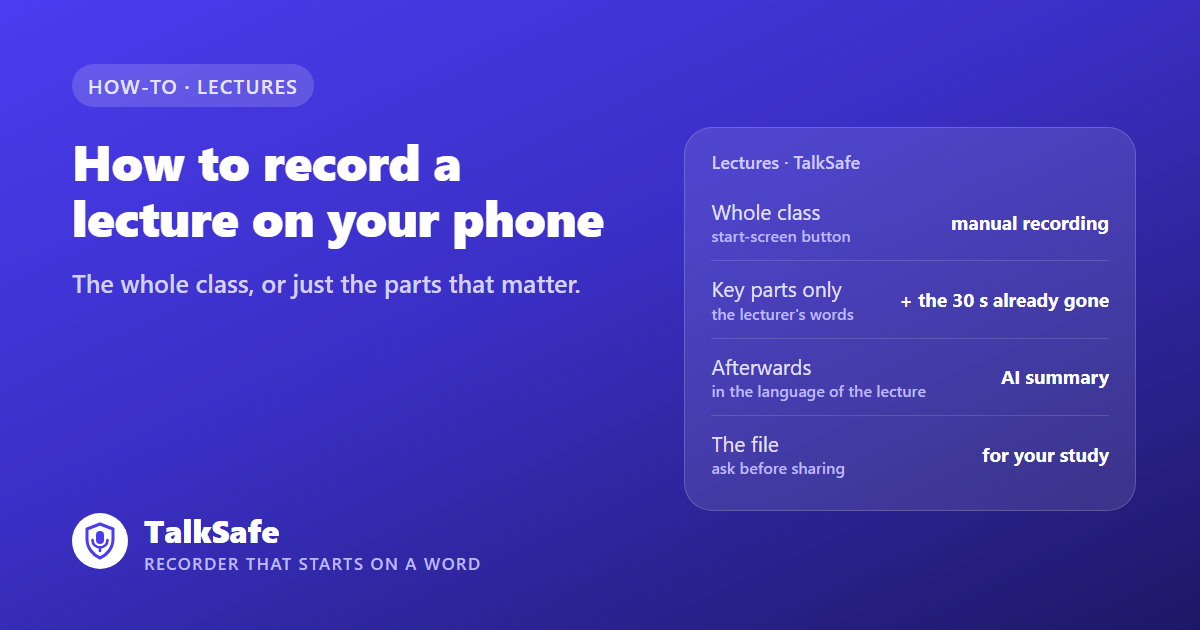 HOW-TO · LECTURES
How to record a
lecture on your phone
The whole class, or just the parts that matter.
Lectures · TalkSafe
Whole class
start-screen button
manual recording
Key parts only
the lecturer's words
+ the 30 s already gone
Afterwards
in the language of the lecture
AI summary
The file
ask before sharing
for your study
TalkSafe
RECORDER THAT STARTS ON A WORD